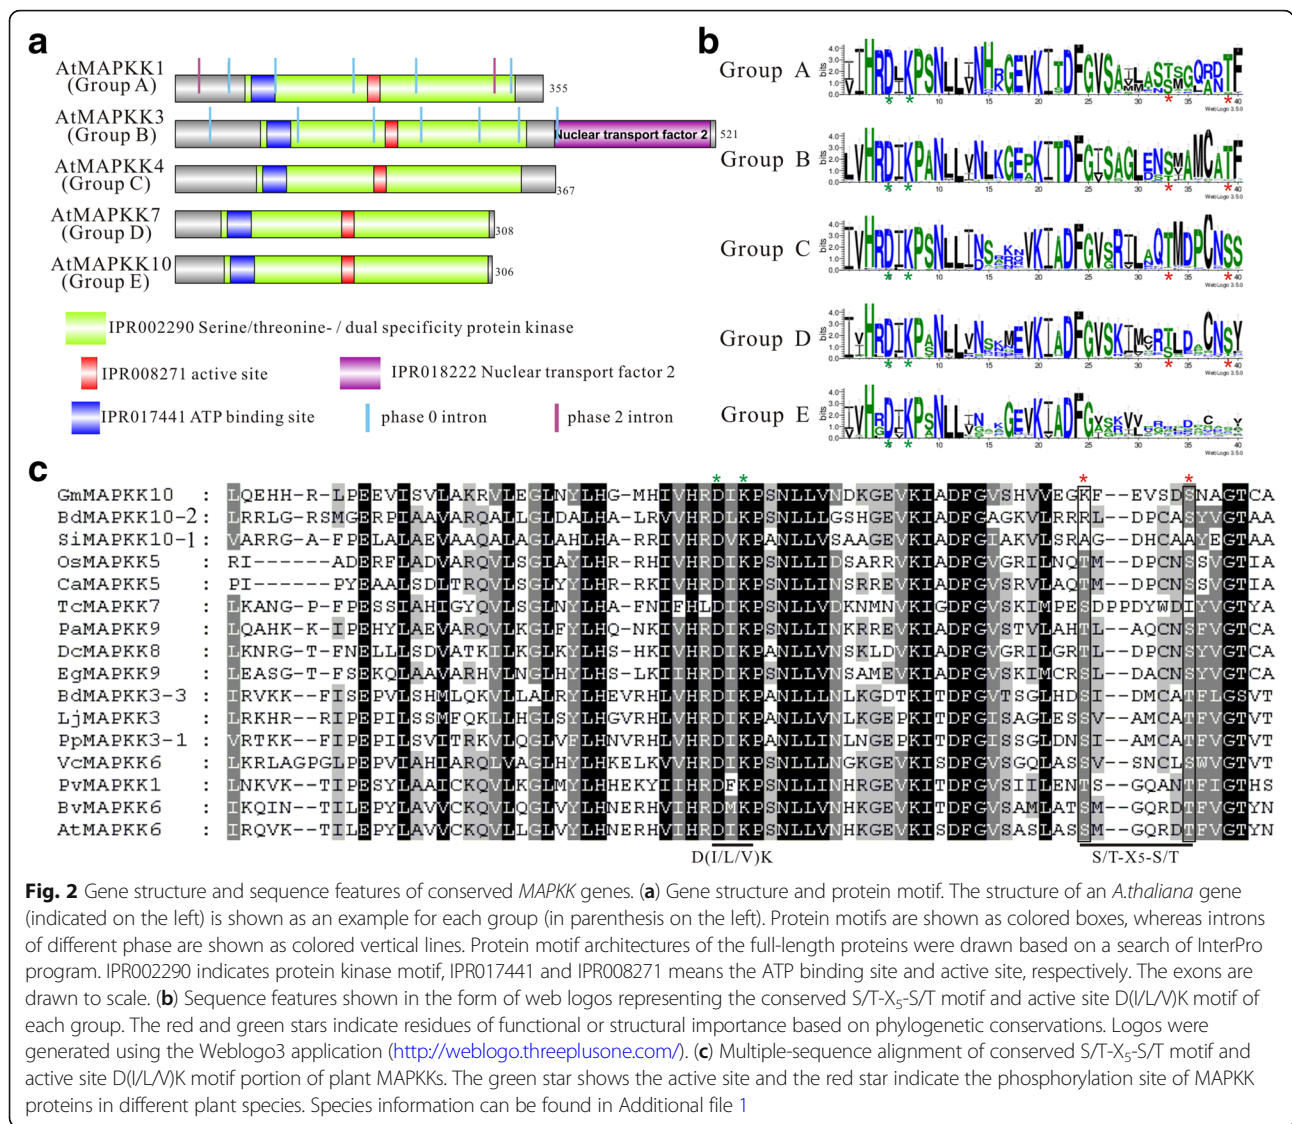 a
AtMAPKK1
(Group A)
355
AtMAPKK3
(Group B)
Nuclear transport factor 2
521
AtMAPKK4
(Group C)
367
AtMAPKK7
(Group D)
308
AtMAPKK10
(Group E)
306
IPR002290 Serine/threonine- / dual specificity protein kinase
IPR008271 active site
IPR018222 Nuclear transport factor 2
IPR017441 ATP binding site
phase 0 intron
phase 2 intron
b
Group A
Group B
Group C
Group D
Group E
c
GmMAPKK10 : LQEHH-R-LPEEVISVLAKRVLEGLNYLHG-MHIVHRDIKPSNLLVNDKGEVKIADFGVSHVVEGKF--EVSDSNAGTCA
BdMAPKK10-2 : LRRLG-RSMGERPIAAVARQALLGLDALHA-LRVVHRDLKPSNLLLGSHGEVKIADFGAGKVLRRRL--DPCASYVGTAA
SiMAPKK10-1 : VARRG-A-FPELALAEVAAQALAGLAHLHA-RRIVHRDVKPSNLLVSAAGEVKIADFGIAKVLSRAG--DHCAAYEGTAA
OsMAPKK5 : RI------ADERFLADVARQVLSGIAYLHR-RHIVHRDIKPSNLLIDSARRVKIADFGVGRILNQTM--DPCNSSVGTIA
CaMAPKK5 : PI------PYEAALSDLTRQVLSGLYYLHR-RKIVHRDIKPSNLLINSRREVKIADFGVSRVLAQTM--DPCNSSVGTIA
TcMAPKK7 : LKANG-P-FPESSIAHIGYQVLSGLNYLHA-FNIFHLDIKPSNLLVDKNMNVKIGDFGVSKIMPESDPPDYWDIYVGTYA
PaMAPKK9 : LQAHK-K-IPEHYLAEVARQVLKGLFYLHQ-NKIVHRDIKPSNLLINKRREVKIADFGVSTVLAHTL--AQCNSFVGTCA
DcMAPKK8 : LKNRG-T-FNELLLSDVATKILKGLKYLHS-HKIVHRDIKPSNLLVNSKLDVKIADFGVGRILGRTL--DPCNSYVGTCA
EgMAPKK9 : LEASG-T-FSEKQLAAVARHVLNGLHYLHS-LKIVHRDIKPSNLLVNSAMEVKIADFGVSKIMCRSL--DACNSYVGTCA
BdMAPKK3-3 : IRVKK--FISEPVLSHMLQKVLLALRYLHEVRHLVHRDIKPANLLLNLKGDTKITDFGVTSGLHDSI--DMCATFLGSVT
LjMAPKK3 : LRKHR--RIPEPILSSMFQKLLHGLSYLHGVRHLVHRDIKPANLLVNLKGEPKITDFGISAGLESSV--AMCATFVGTVT
PpMAPKK3-1 : VRTKK--FIPEPILSVITRKVLQGLVFLHNVRHLVHRDIKPANLLINLNGEPKITDFGISSGLDNSI--AMCATFVGTVT
VcMAPKK6 : LKRLAGPGLPEPVIAHIARQLVAGLHYLHKELKVVHRDIKPSNLLVNSRGEVKISDFGVSGQLASSV--SNCLSWVGTVT
PvMAPKK1 : LNKVK--TIPESYLAAICKQVLKGLMYLHHEKYIIHRDFKPSNLLINHRGEVKITDFGVSIILENTS--GQANTFIGTHS
BvMAPKK6 : IKQIN--TILEPYLAVVCKQVLQGLVYLHNERHVIHRDMKPSNLLVNHKGEVKITDFGVSAMLATSM--GQRDTFVGTYN
AtMAPKK6 : IRQVK--TILEPYLAVVCKQVLLGLVYLHNERHVIHRDIKPSNLLVNHKGEVKISDFGVSASLASSM--GQRDTFVGTYN
D(I/L/V)K
S/T-X5-S/T
Fig. 2 Gene structure and sequence features of conserved MAPKK genes. (a) Gene structure and protein motif. The structure of an A.thaliana gene
(indicated on the left) is shown as an example for each group (in parenthesis on the left). Protein motifs are shown as colored boxes, whereas introns
of different phase are shown as colored vertical lines. Protein motif architectures of the full-length proteins were drawn based on a search of InterPro
program. IPR002290 indicates protein kinase motif, IPR017441 and IPR008271 means the ATP binding site and active site, respectively. The exons are
drawn to scale. (b) Sequence features shown in the form of web logos representing the conserved S/T-X5-S/T motif and active site D(I/L/V)K motif of
each group. The red and green stars indicate residues of functional or structural importance based on phylogenetic conservations. Logos were
generated using the Weblogo3 application (http://weblogo.threeplusone.com/). (c) Multiple-sequence alignment of conserved S/T-X5-S/T motif and
active site D(I/L/V)K motif portion of plant MAPKKs. The green star shows the active site and the red star indicate the phosphorylation site of MAPKK
proteins in different plant species. Species information can be found in Additional file 1